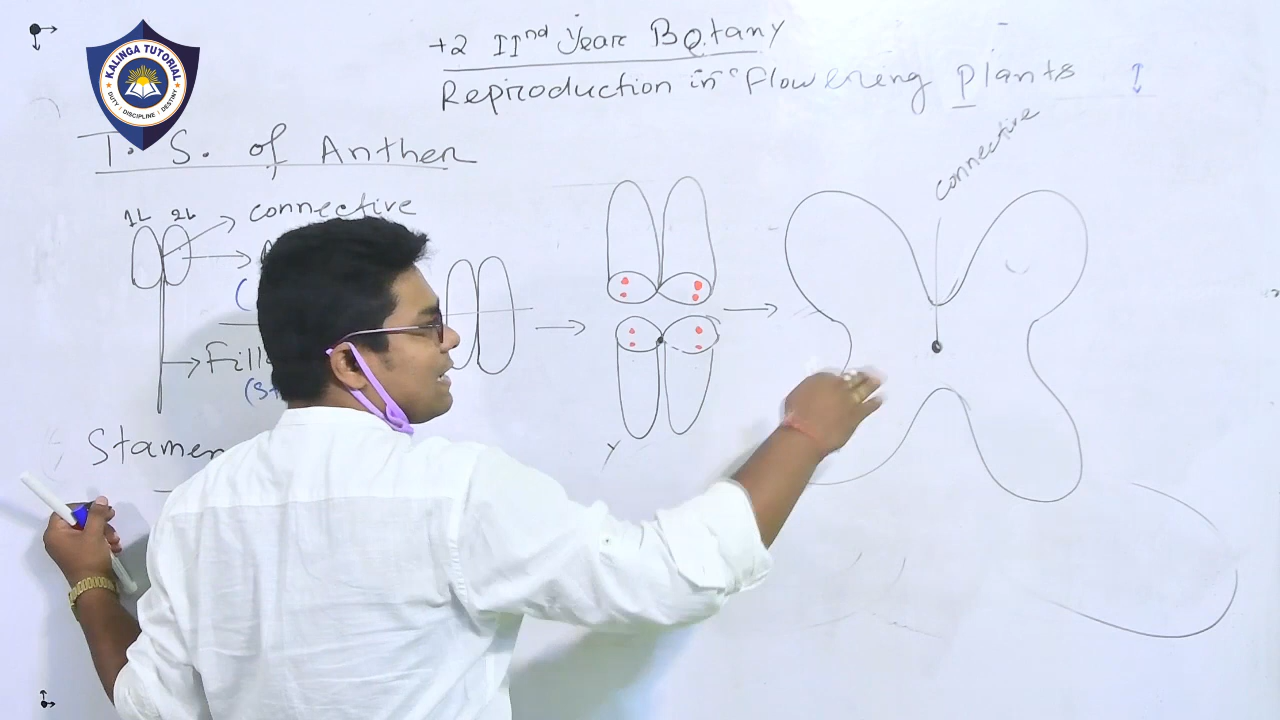 KALINGA TUTORIAL
DUTY | DISCIPLINE | DESTINY
+2 IInd Year Botany
Reproduction in Flowering Plants
T. S. of Anther
connective
1L 2L
connective
Stamen